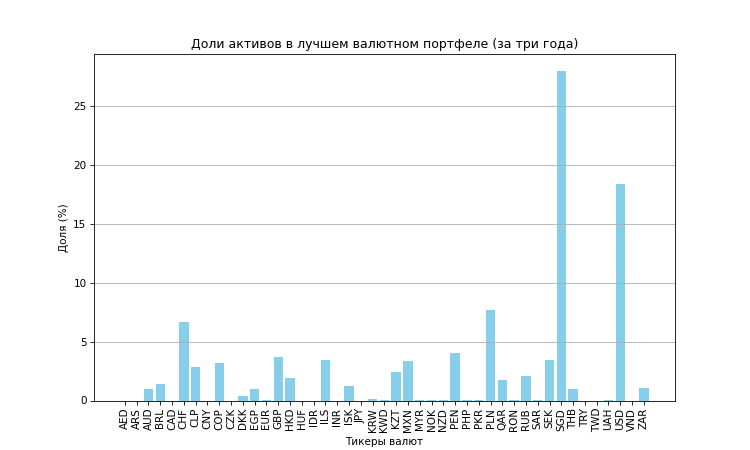 Доли активов в лучшем валютном портфеле (за три года)
Доля (%)
25
20
15
10
5
0
AED ARS AUD BRL CAD CHF CLP CNY COP CZK DKK EGP EUR GBP HKD HUF IDR ILS INR ISK JPY KRW KWD KZT MXN MYR NOK NZD PEN PHP PKR PLN QAR RON RUB SAR SEK SGD THB TRY TWD UAH USD VND ZAR
Тикеры валют